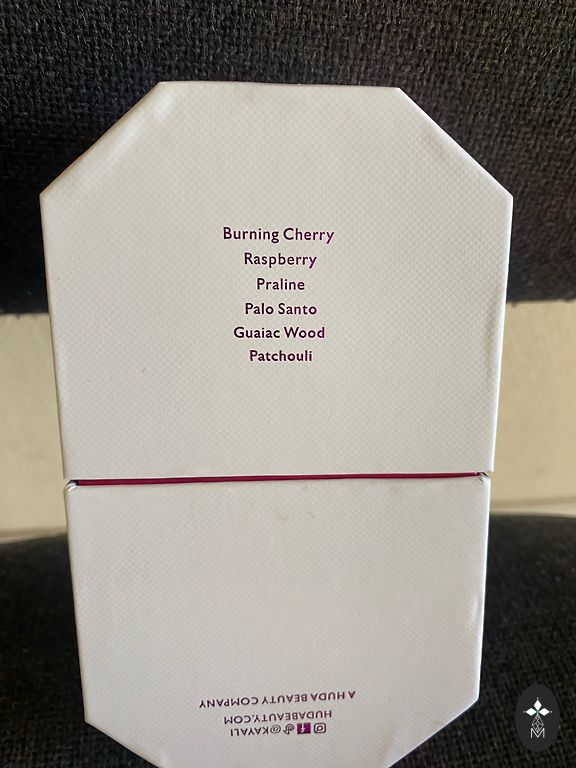 Burning Cherry
Raspberry
Praline
Palo Santo
Guaiac Wood
Patchouli
A HUDA BEAUTY COMPANY
HUDABEAUTY.COM
@KAYALI